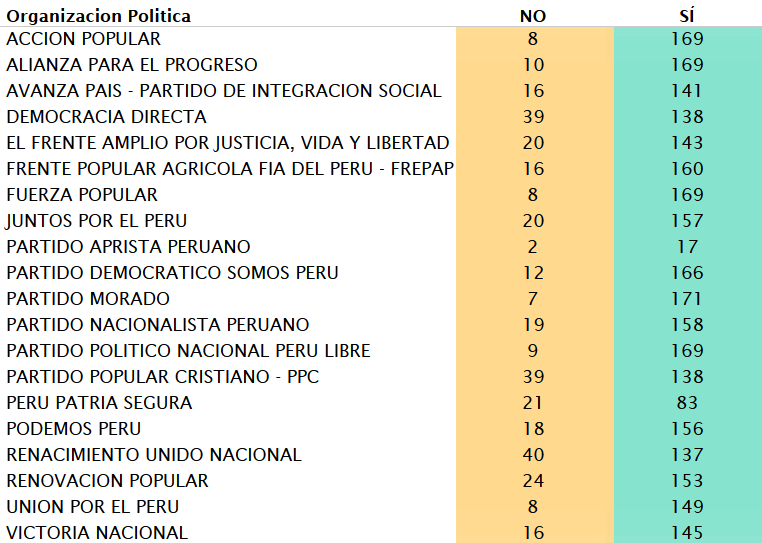 Organizacion Politica NO SÍ
ACCION POPULAR 8 169
ALIANZA PARA EL PROGRESO 10 169
AVANZA PAIS - PARTIDO DE INTEGRACION SOCIAL 16 141
DEMOCRACIA DIRECTA 39 138
EL FRENTE AMPLIO POR JUSTICIA, VIDA Y LIBERTAD 20 143
FRENTE POPULAR AGRICOLA FIA DEL PERU - FREPAP 16 160
FUERZA POPULAR 8 169
JUNTOS POR EL PERU 20 157
PARTIDO APRISTA PERUANO 2 17
PARTIDO DEMOCRATICO SOMOS PERU 12 166
PARTIDO MORADO 7 171
PARTIDO NACIONALISTA PERUANO 19 158
PARTIDO POLITICO NACIONAL PERU LIBRE 9 169
PARTIDO POPULAR CRISTIANO - PPC 39 138
PERU PATRIA SEGURA 21 83
PODEMOS PERU 18 156
RENACIMIENTO UNIDO NACIONAL 40 137
RENOVACION POPULAR 24 153
UNION POR EL PERU 8 149
VICTORIA NACIONAL 16 145